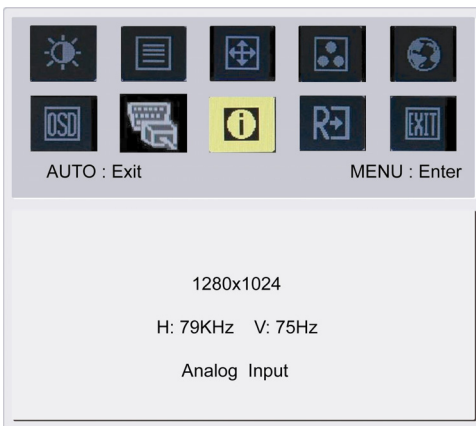 OSD R EXIT
AUTO : Exit MENU : Enter
1280x1024
H: 79KHz V: 75Hz
Analog Input